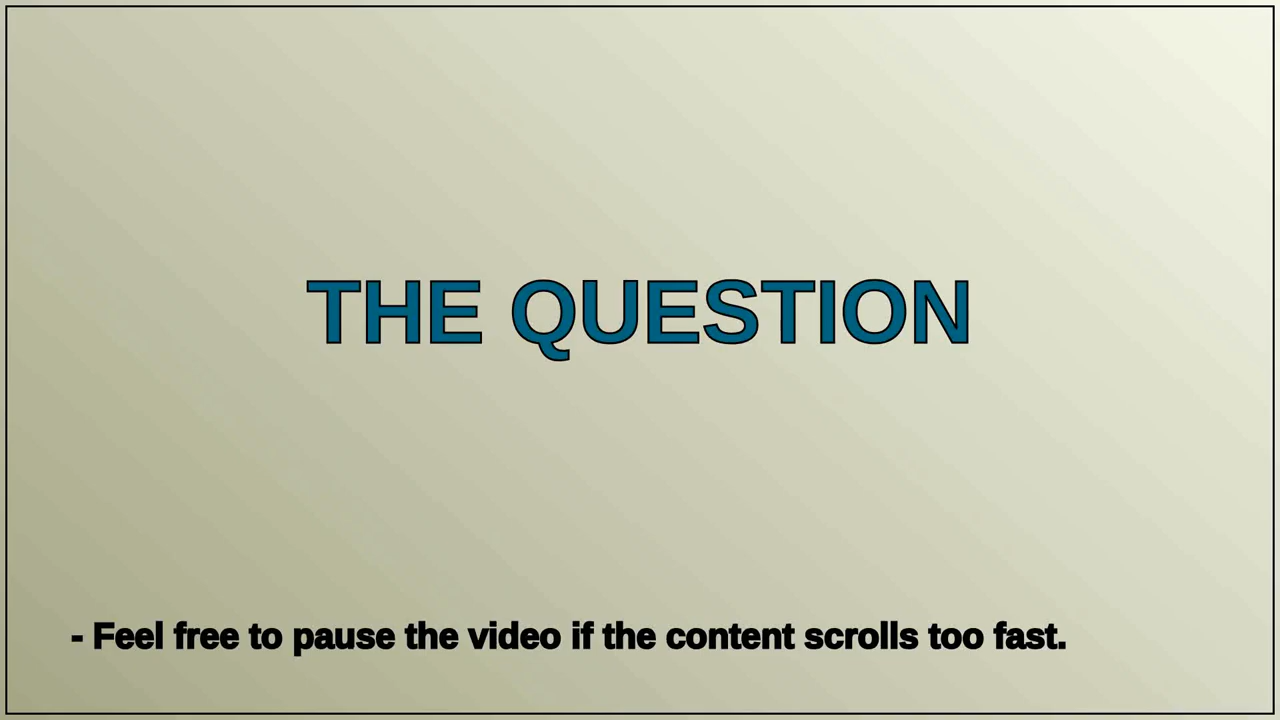 THE QUESTION
- Feel free to pause the video if the content scrolls too fast.